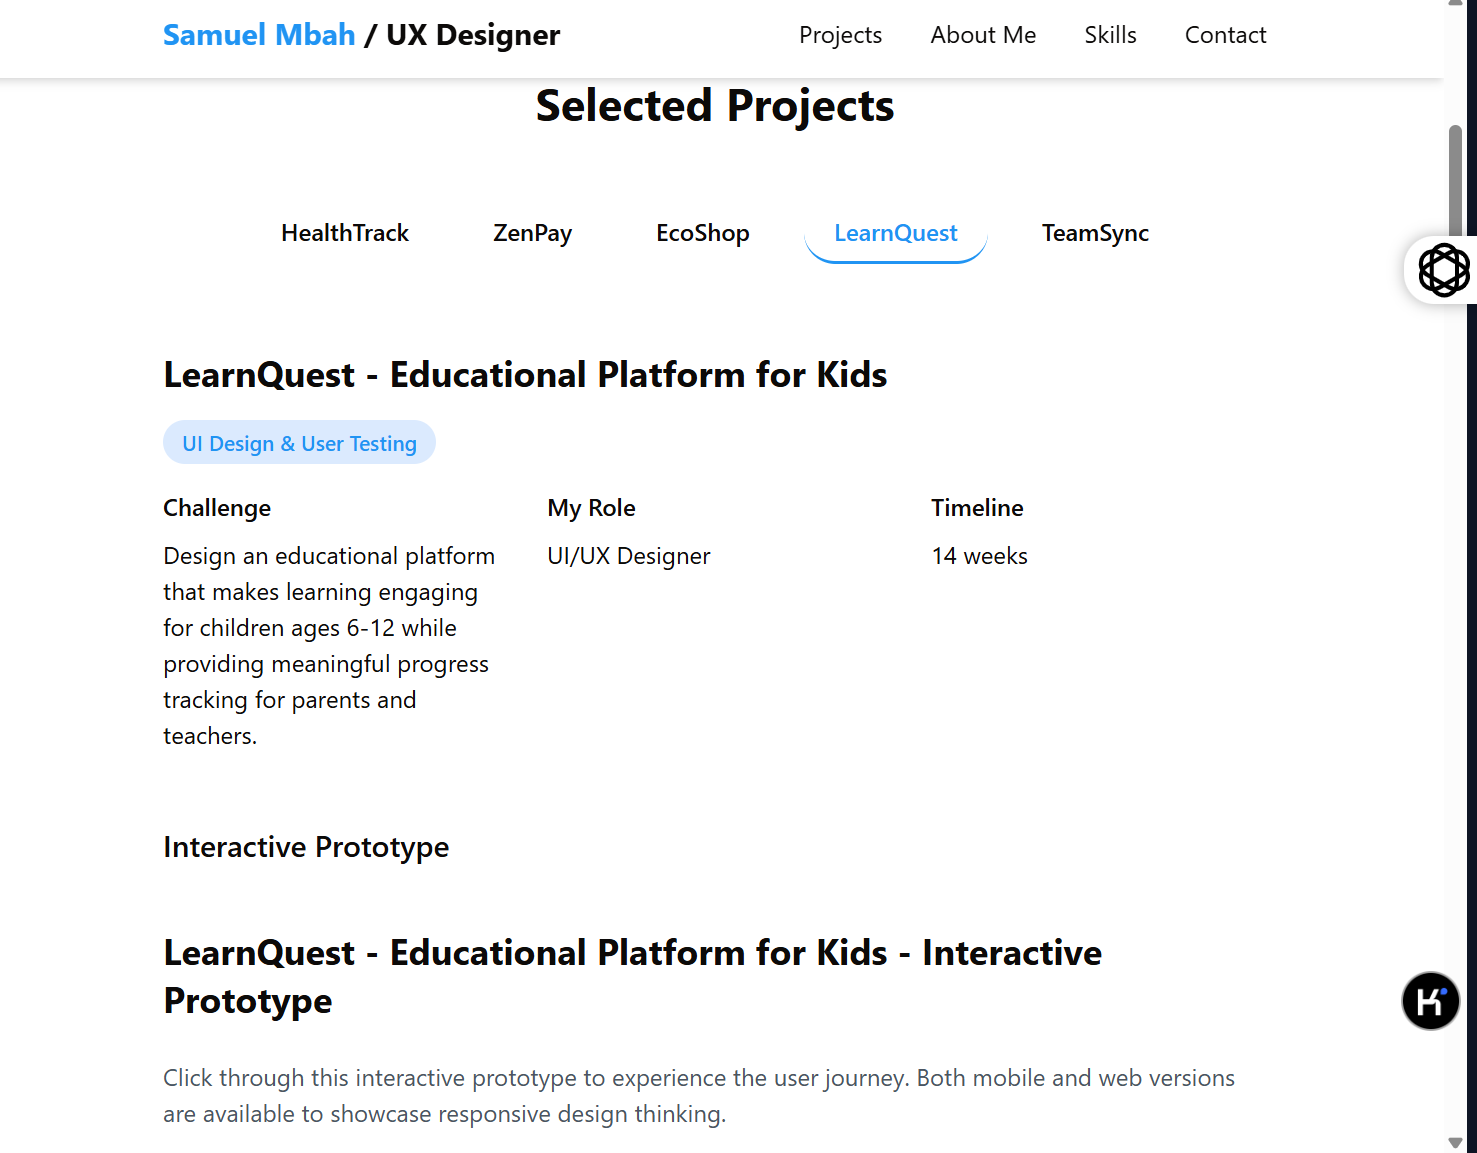 Samuel Mbah / UX Designer
Projects About Me Skills Contact
Selected Projects
HealthTrack ZenPay EcoShop LearnQuest TeamSync
LearnQuest - Educational Platform for Kids
UI Design & User Testing
Challenge
Design an educational platform
that makes learning engaging
for children ages 6-12 while
providing meaningful progress
tracking for parents and
teachers.
My Role
UI/UX Designer
Timeline
14 weeks
Interactive Prototype
LearnQuest - Educational Platform for Kids - Interactive
Prototype
Click through this interactive prototype to experience the user journey. Both mobile and web versions
are available to showcase responsive design thinking.
K